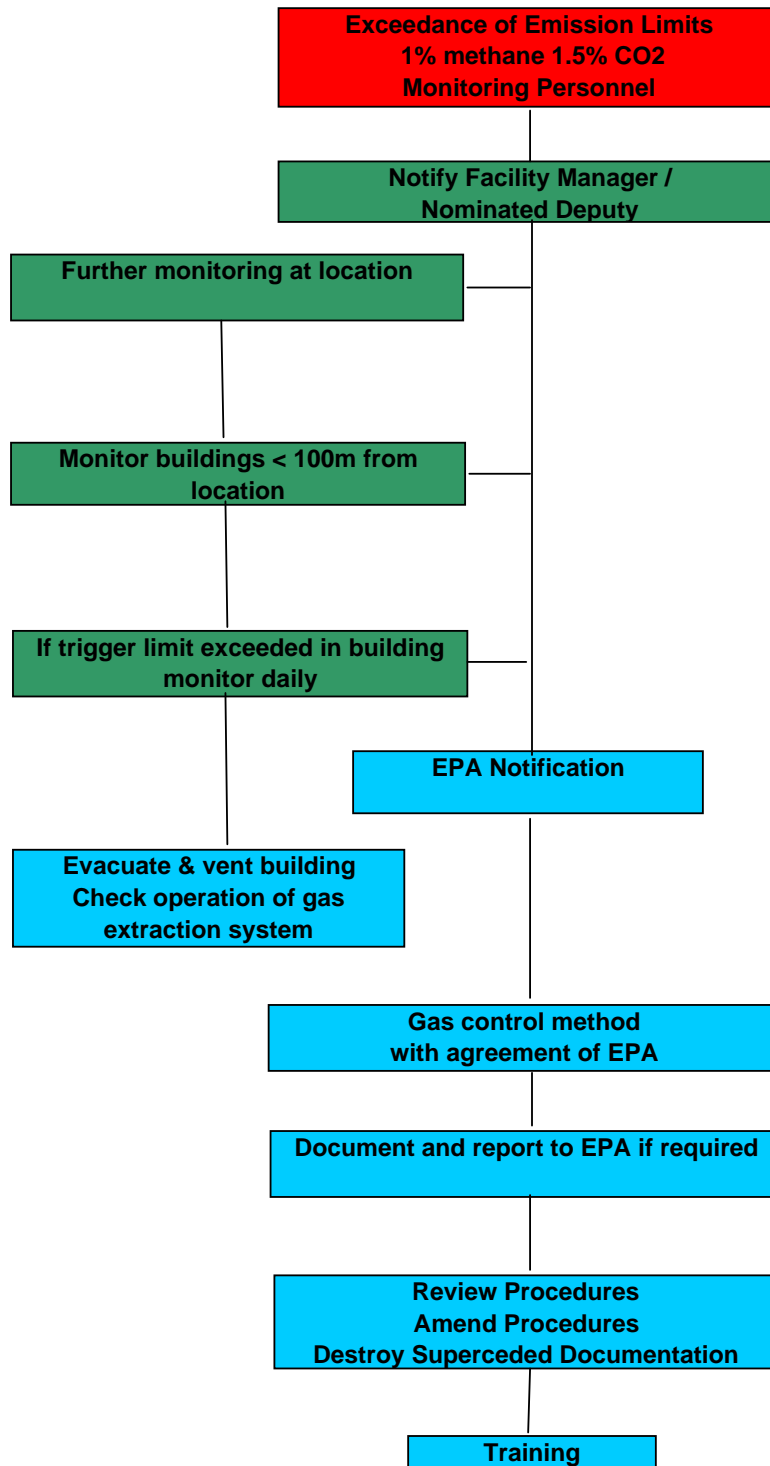 Exceedance of Emission Limits
1% methane 1.5% CO2
Monitoring Personnel
Notify Facility Manager /
Nominated Deputy
Further monitoring at location
Monitor buildings < 100m from
location
If trigger limit exceeded in building
monitor daily
EPA Notification
Evacuate & vent building
Check operation of gas
extraction system
Gas control method
with agreement of EPA
Document and report to EPA if required
Review Procedures
Amend Procedures
Destroy Superceded Documentation
Training